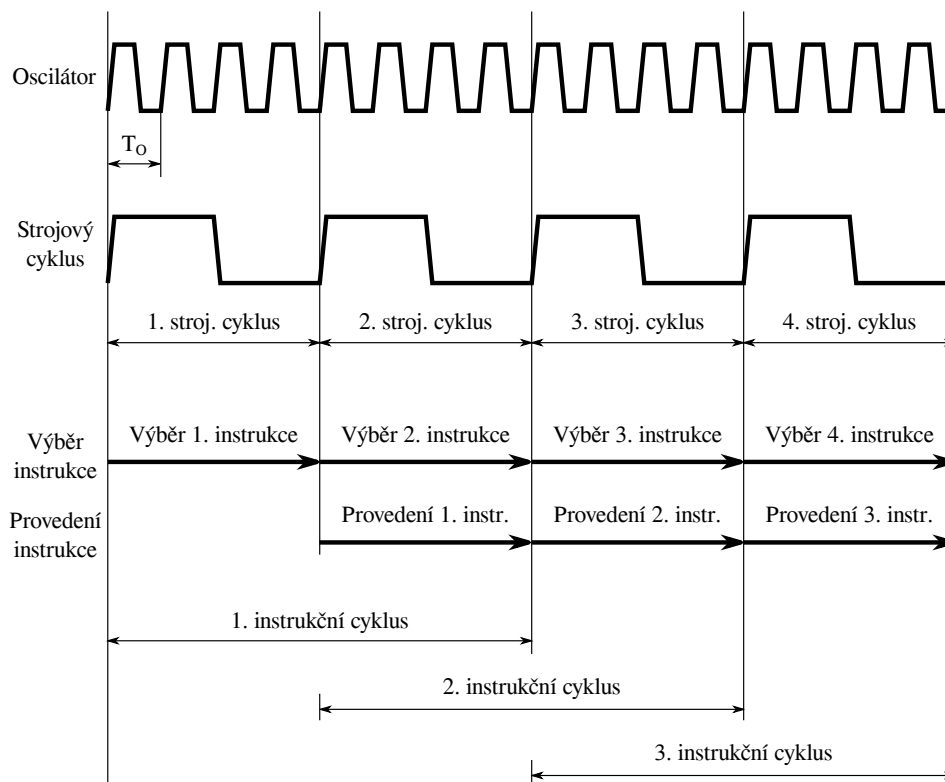 Oscilátor
T_O
Strojový
cyklus
1. stroj. cyklus
2. stroj. cyklus
3. stroj. cyklus
4. stroj. cyklus
Výběr
instrukce
Výběr 1. instrukce
Výběr 2. instrukce
Výběr 3. instrukce
Výběr 4. instrukce
Provedení
instrukce
Provedení 1. instr.
Provedení 2. instr.
Provedení 3. instr.
1. instrukční cyklus
2. instrukční cyklus
3. instrukční cyklus